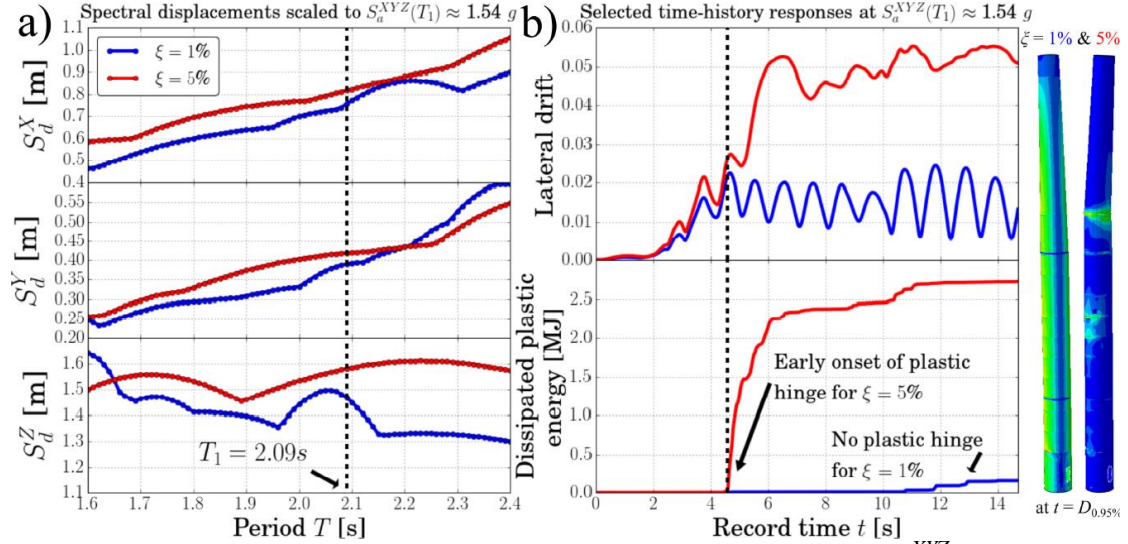 a)
Spectral displacements scaled to S_a^{XYZ}(T_1) ≈ 1.54 g
S_d^X [m]
1.1
1.0
0.9
0.8
0.7
0.6
0.5
0.4
ξ = 1%
ξ = 5%
S_d^Y [m]
0.55
0.50
0.45
0.40
0.35
0.30
0.25
0.20
S_d^Z [m]
1.6
1.5
1.4
1.3
1.2
1.1
T_1 = 2.09s
1.6 1.7 1.8 1.9 2.0 2.1 2.2 2.3 2.4
Period T [s]
b)
Selected time-history responses at S_a^{XYZ}(T_1) ≈ 1.54 g
Lateral drift
0.06
0.05
0.04
0.03
0.02
0.01
0.00
Dissipated plastic
energy [MJ]
2.5
2.0
1.5
1.0
0.5
0.0
Early onset of plastic
hinge for ξ = 5%
No plastic hinge
for ξ = 1%
0 2 4 6 8 10 12 14
Record time t [s]
ξ = 1% & 5%
at t = D_{0.95%}
XYZ